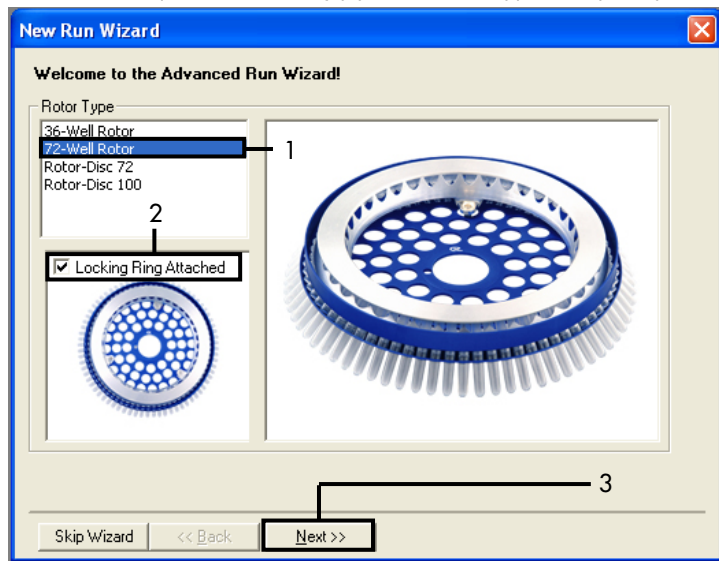 New Run Wizard
Welcome to the Advanced Run Wizard!
Rotor Type
36-Well Rotor
72-Well Rotor
Rotor-Disc 72
Rotor-Disc 100
1
2
Locking Ring Attached
3
Skip Wizard
<< Back
Next >>